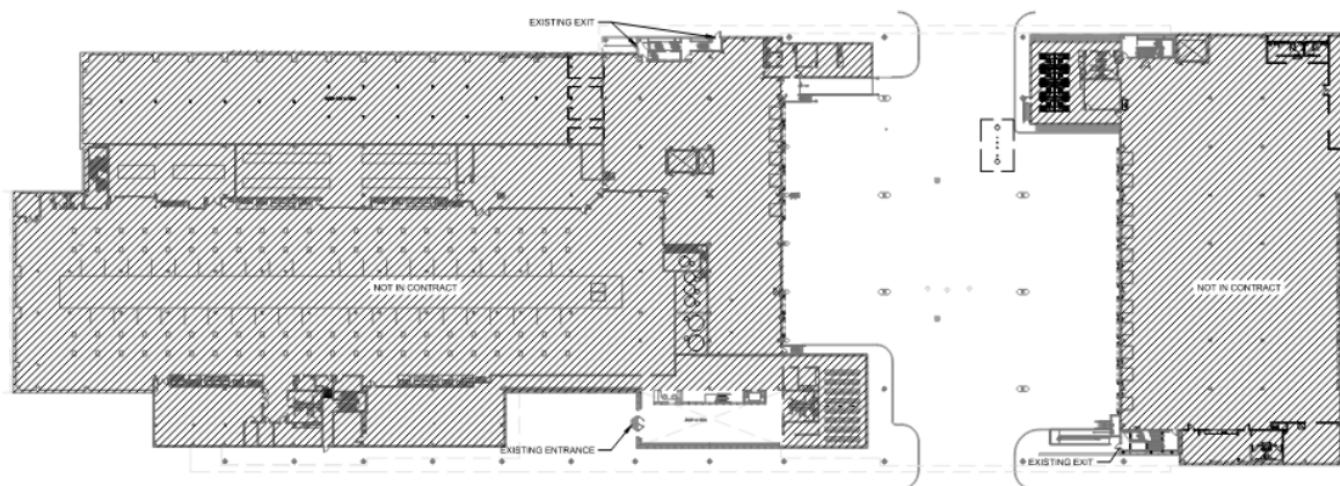 EXISTING EXIT
NOT IN CONTRACT
NOT IN CONTRACT
EXISTING ENTRANCE
EXISTING EXIT